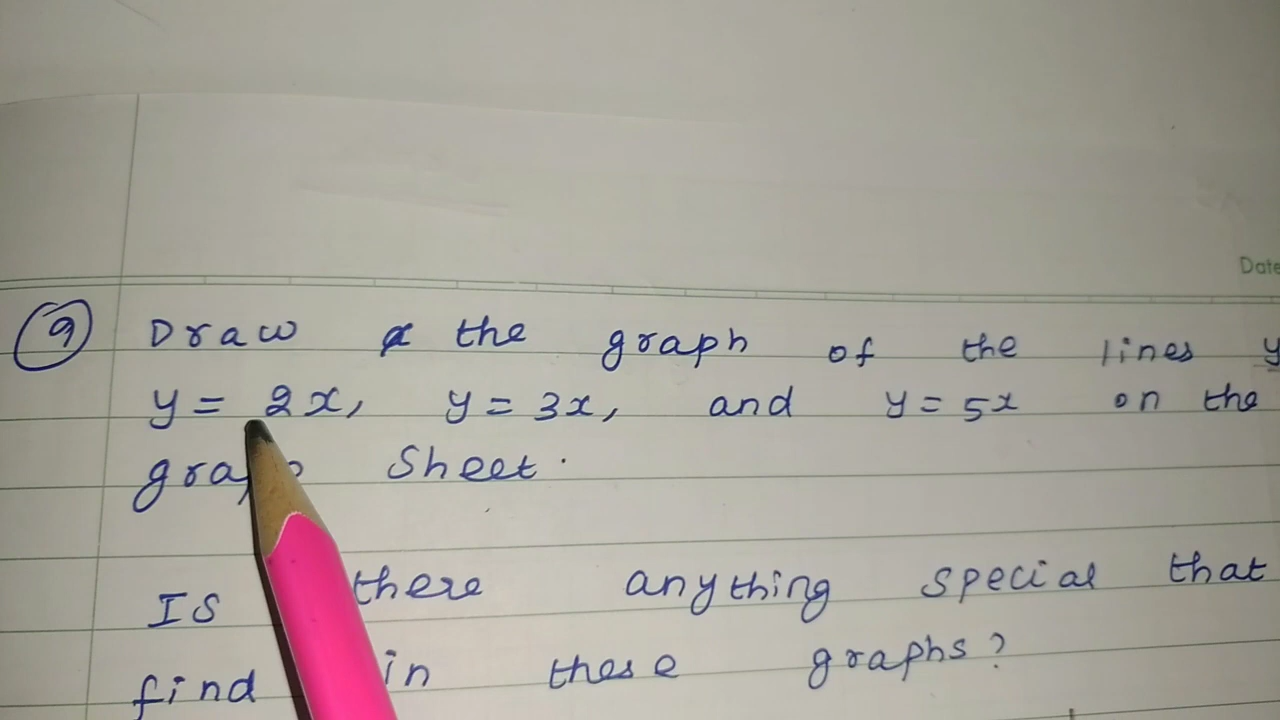 Date
9 Draw the graph of the lines y
y = 2x, y = 3x, and y = 5x on the
graph Sheet.
Is there anything special that
find in these graphs?